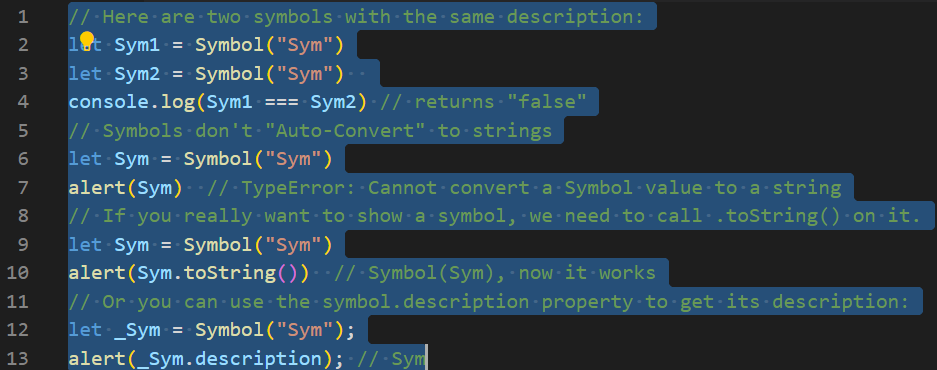 1 // Here are two symbols with the same description:
2 let Sym1 = Symbol("Sym")
3 let Sym2 = Symbol("Sym")
4 console.log(Sym1 === Sym2) // returns "false"
5 // Symbols don't "Auto-Convert" to strings
6 let Sym = Symbol("Sym")
7 alert(Sym)  // TypeError: Cannot convert a Symbol value to a string
8 // If you really want to show a symbol, we need to call .toString() on it.
9 let Sym = Symbol("Sym")
10 alert(Sym.toString())  // Symbol(Sym), now it works
11 // Or you can use the symbol.description property to get its description:
12 let _Sym = Symbol("Sym");
13 alert(_Sym.description); // Sym